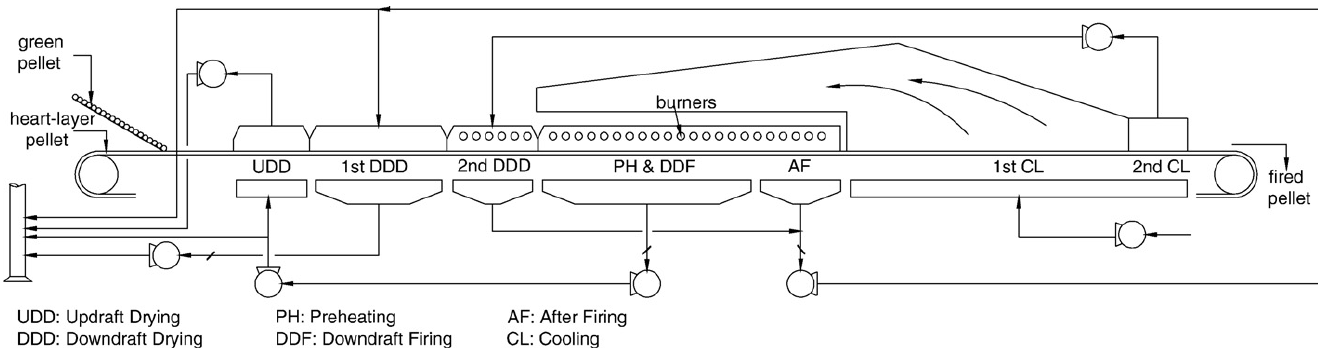 green
pellet
heart-layer
pellet
burners
UDD
1st DDD
2nd DDD
PH & DDF
AF
1st CL
2nd CL
fired
pellet
UDD: Updraft Drying
PH: Preheating
AF: After Firing
DDD: Downdraft Drying
DDF: Downdraft Firing
CL: Cooling